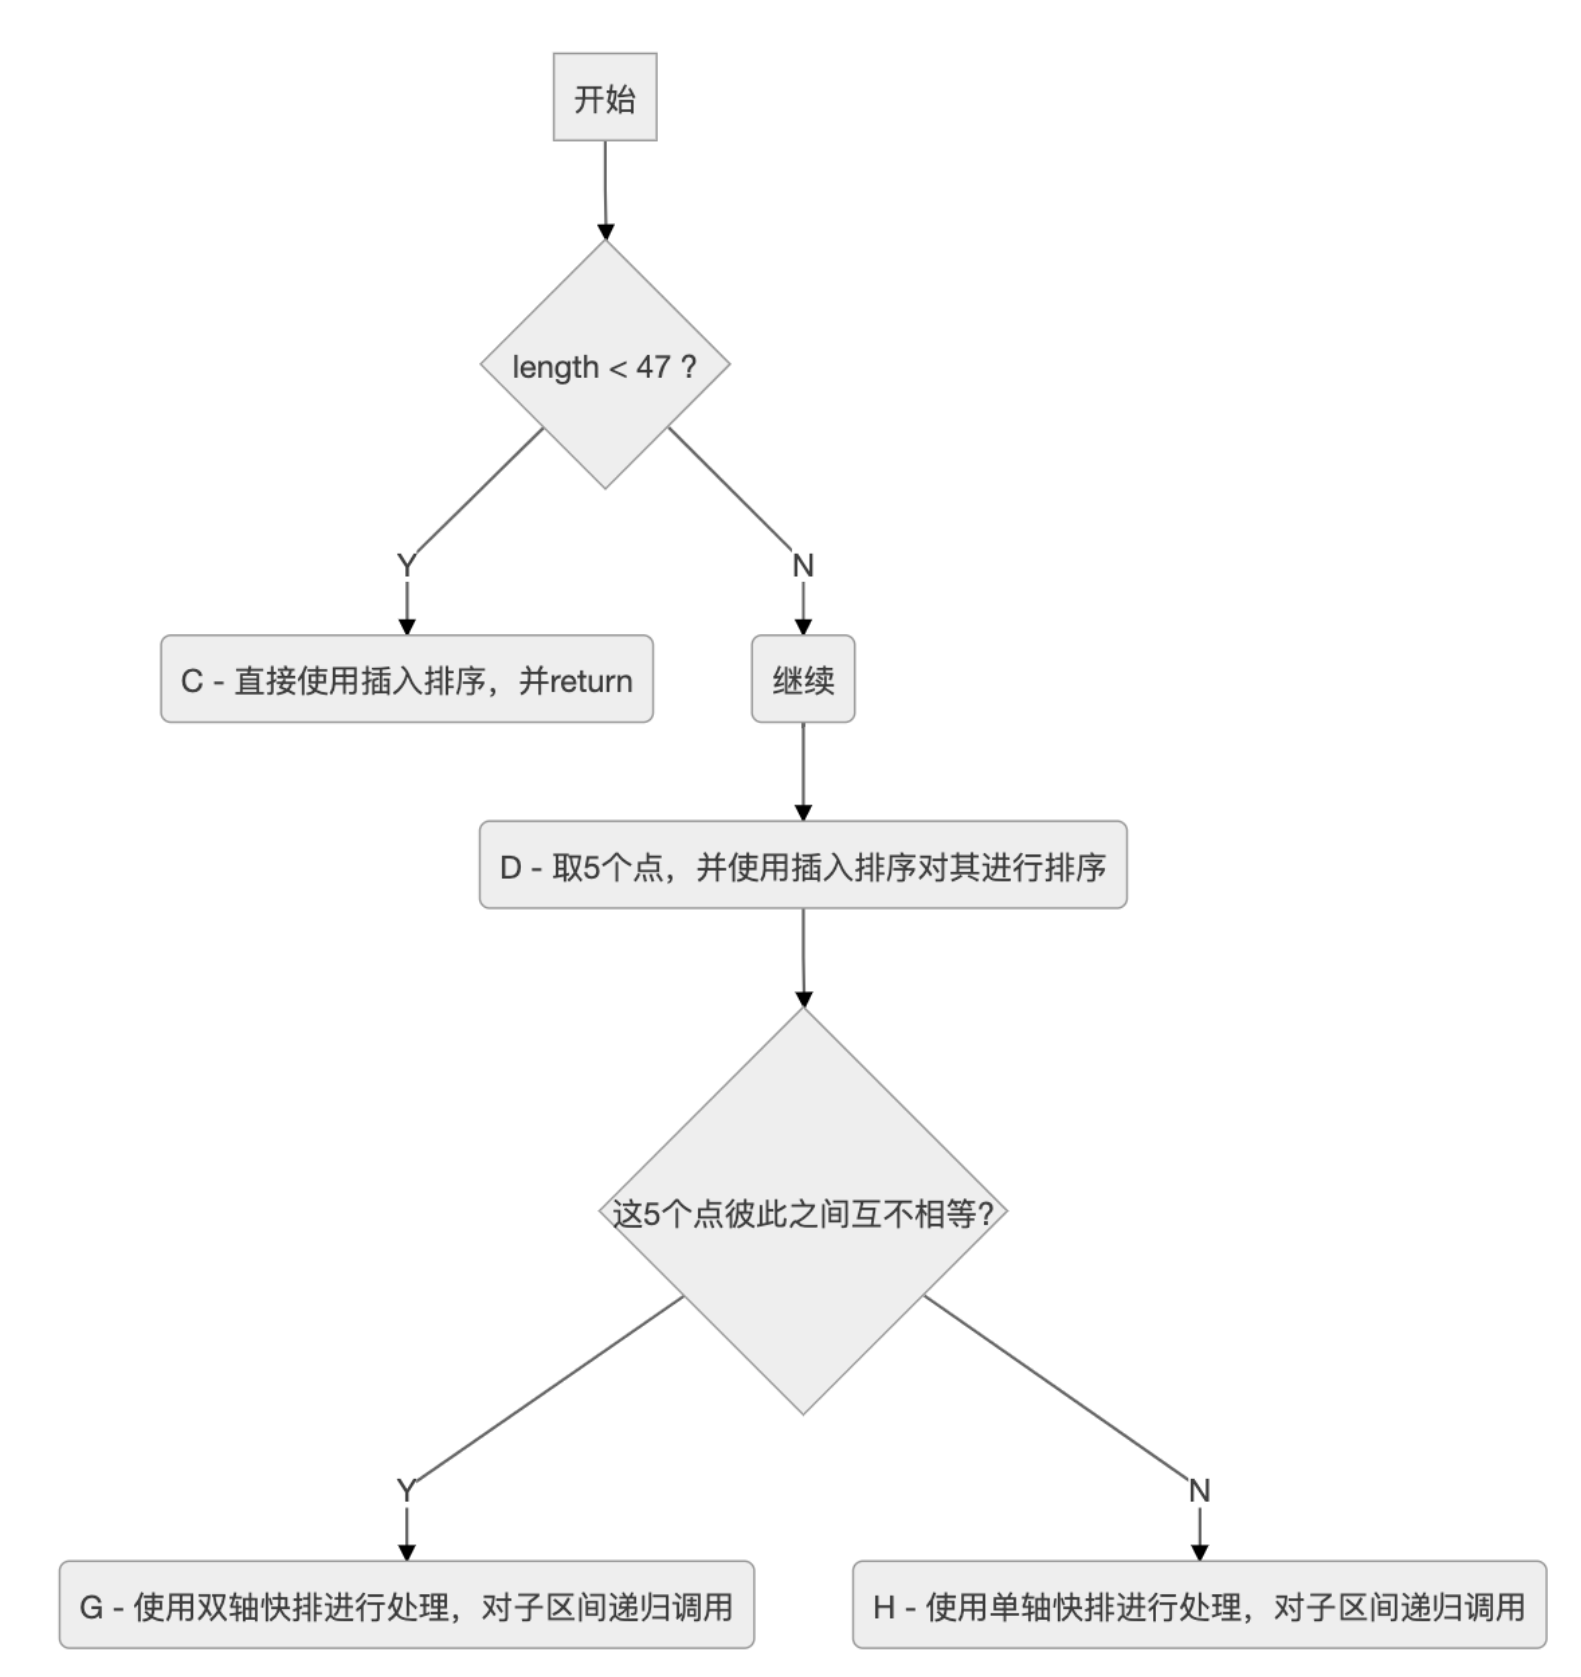 开始
length < 47 ?
Y
N
C - 直接使用插入排序，并return
继续
D - 取5个点，并使用插入排序对其进行排序
这5个点彼此之间互不相等?
Y
N
G - 使用双轴快排进行处理，对子区间递归调用
H - 使用单轴快排进行处理，对子区间递归调用